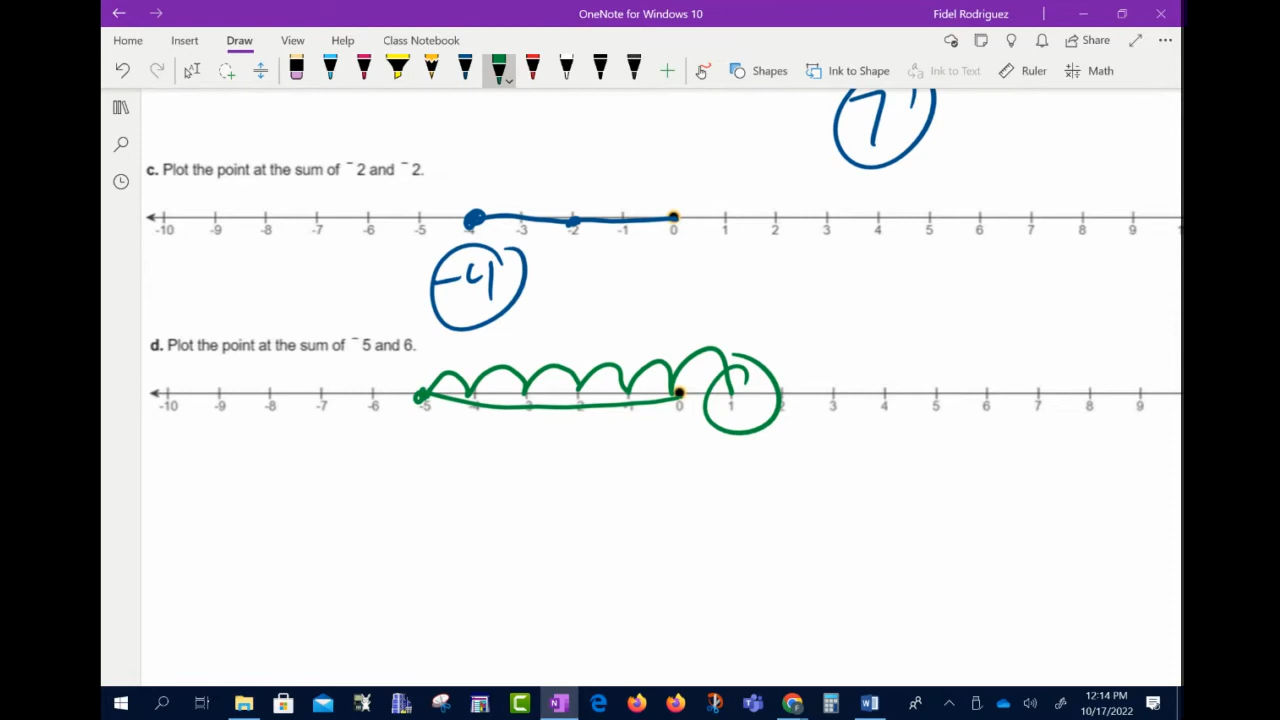 OneNote for Windows 10
Fidel Rodriguez
Home Insert Draw View Help Class Notebook
Share
Shapes Ink to Shape Ink to Text Ruler Math
7
c. Plot the point at the sum of ⁻2 and ⁻2.
-10 -9 -8 -7 -6 -5 -4 -3 -2 -1 0 1 2 3 4 5 6 7 8 9
-4
d. Plot the point at the sum of ⁻5 and 6.
-10 -9 -8 -7 -6 -5 -4 -3 -2 -1 0 1 2 3 4 5 6 7 8 9
12:14 PM
10/17/2022